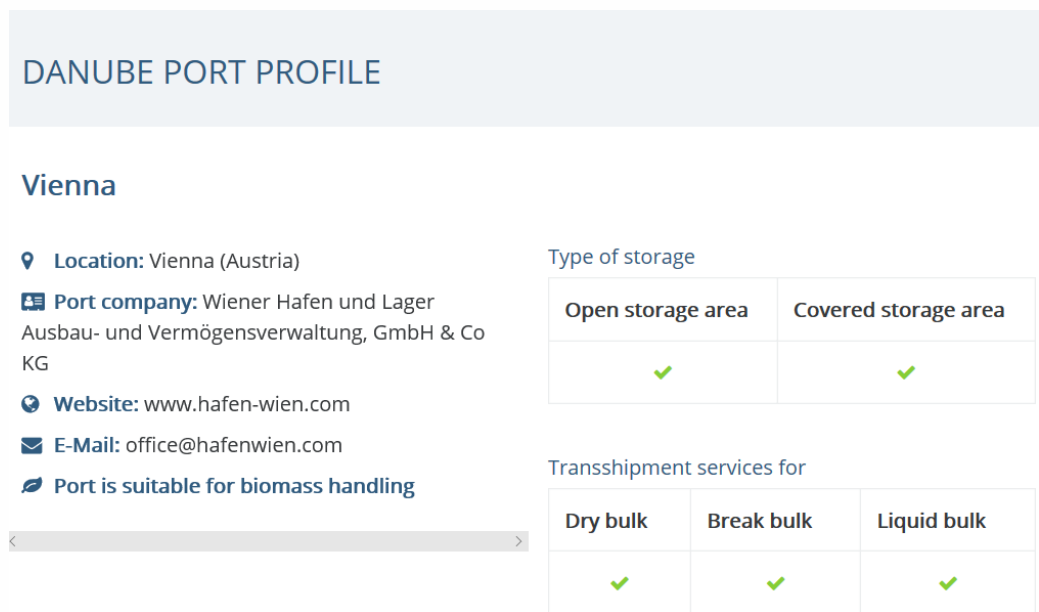 DANUBE PORT PROFILE
Vienna
Location: Vienna (Austria)
Port company: Wiener Hafen und Lager
Ausbau- und Vermögensverwaltung, GmbH & Co
KG
Website: www.hafen-wien.com
E-Mail: office@hafenwien.com
Port is suitable for biomass handling
Type of storage
Open storage area Covered storage area
Transshipment services for
Dry bulk Break bulk Liquid bulk